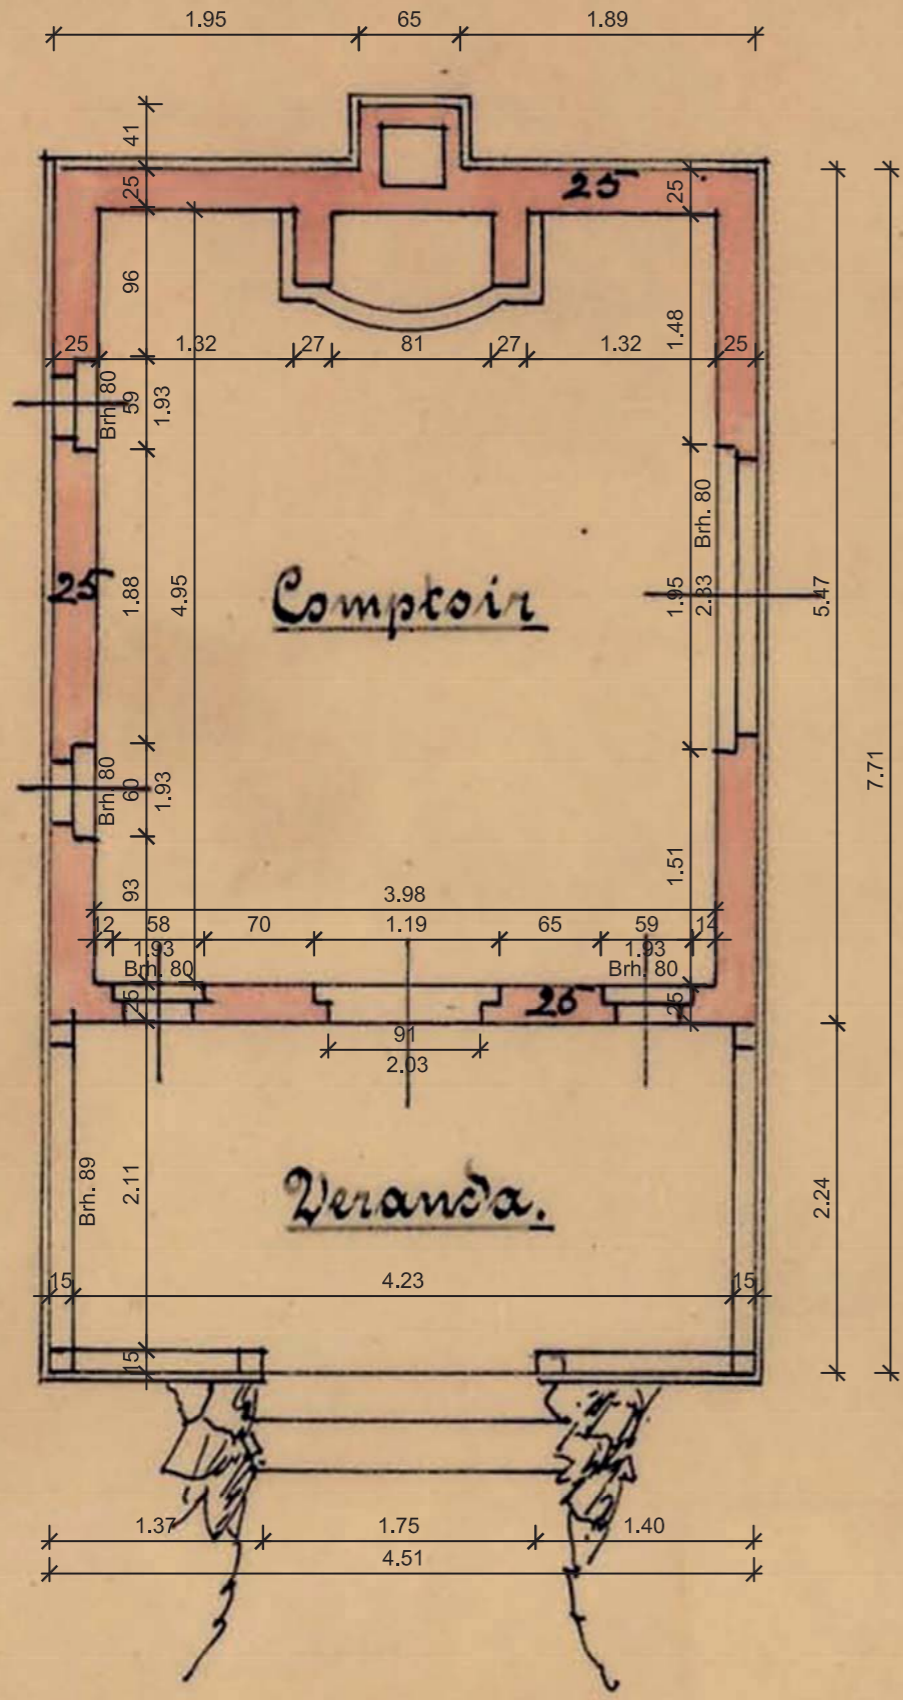 1.95 65 1.89
41
25 25 25
96
1.48
25 1.32 27 81 27 1.32 25
Brh. 80 59 1.93
Brh. 80
25 1.88 4.95 Comptoir 1.95 2.33 5.47
7.71
Brh. 80 60 1.93
93 1.51
3.98
12 58 70 1.19 65 59 14
1.93 1.93
Brh. 80 Brh. 80
25 25 25
91
2.03
Brh. 89 2.11 Veranda. 2.24
15 4.23 15
15
1.37 1.75 1.40
4.51